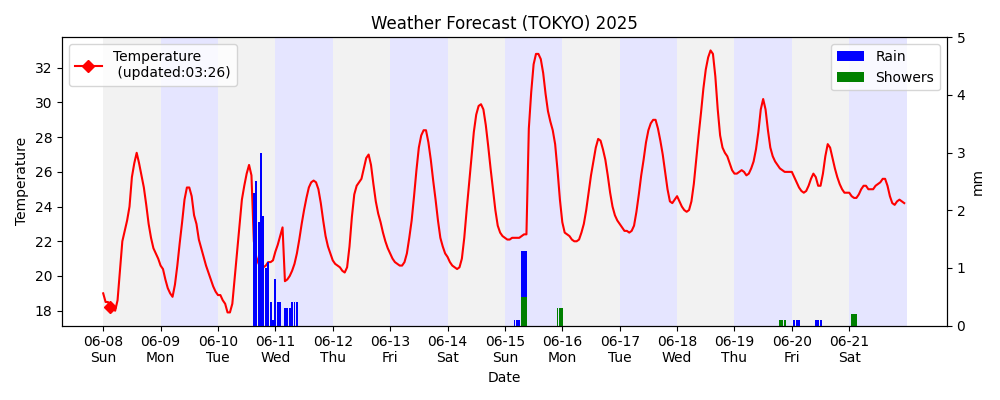 Weather Forecast (TOKYO) 2025
Temperature
(updated:03:26)
Rain
Showers
Temperature
32
30
28
26
24
22
20
18
5
4
3
2
1
0
mm
06-08 06-09 06-10 06-11 06-12 06-13 06-14 06-15 06-16 06-17 06-18 06-19 06-20 06-21
Sun Mon Tue Wed Thu Fri Sat Sun Mon Tue Wed Thu Fri Sat
Date